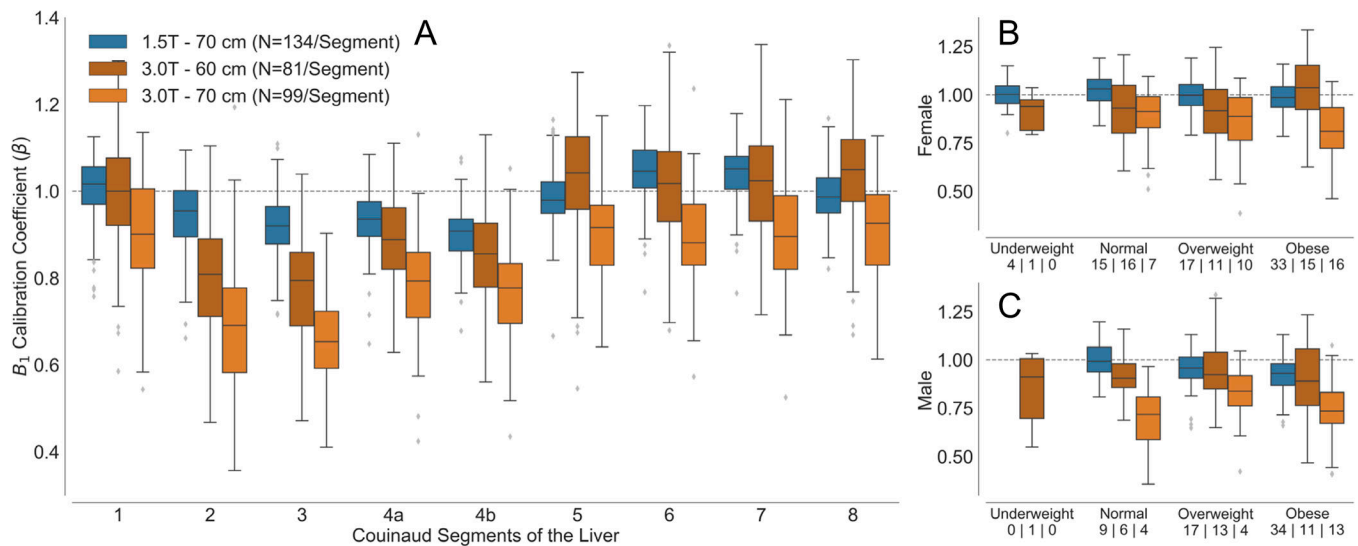 A
1.5T - 70 cm (N=134/Segment)
3.0T - 60 cm (N=81/Segment)
3.0T - 70 cm (N=99/Segment)
B₁ Calibration Coefficient (β)
1.4
1.2
1.0
0.8
0.6
0.4
1 2 3 4a 4b 5 6 7 8
Couinaud Segments of the Liver
B
Female
1.25
1.00
0.75
0.50
Underweight Normal Overweight Obese
4 | 1 | 0 15 | 16 | 7 17 | 11 | 10 33 | 15 | 16
C
Male
1.25
1.00
0.75
0.50
Underweight Normal Overweight Obese
0 | 1 | 0 9 | 6 | 4 17 | 13 | 4 34 | 11 | 13